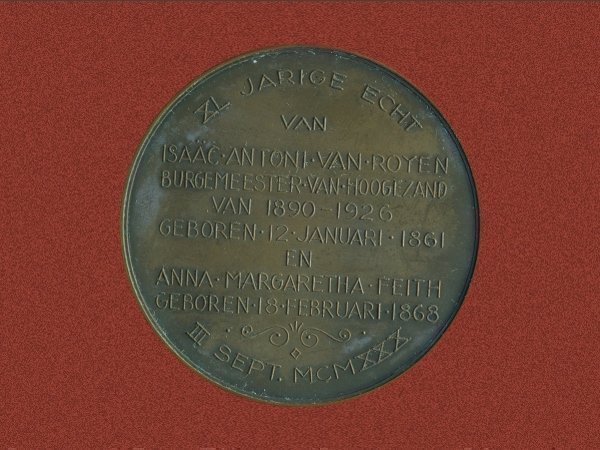 XL JARIGE ECHT
VAN
ISAÄC·ANTONI·VAN·ROYEN
BURGEMEESTER·VAN·HOOGEZAND
VAN 1890-1926
GEBOREN·12·JANUARI·1861
EN
ANNA·MARGARETHA·FEITH
GEBOREN·18·FEBRUARI·1868
III SEPT. MCMXXX